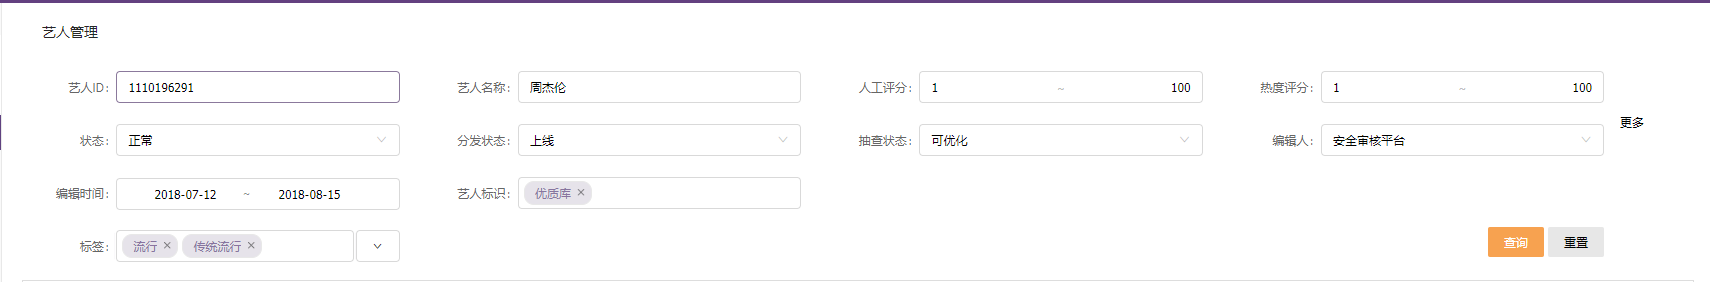 艺人管理
艺人ID: 1110196291 艺人名称: 周杰伦 人工评分: 1 ~ 100 热度评分: 1 ~ 100
更多
状态: 正常 分发状态: 上线 抽查状态: 可优化 编辑人: 安全审核平台
编辑时间: 2018-07-12 ~ 2018-08-15 艺人标识: 优质库 ×
标签: 流行 × 传统流行 × 查询 重置